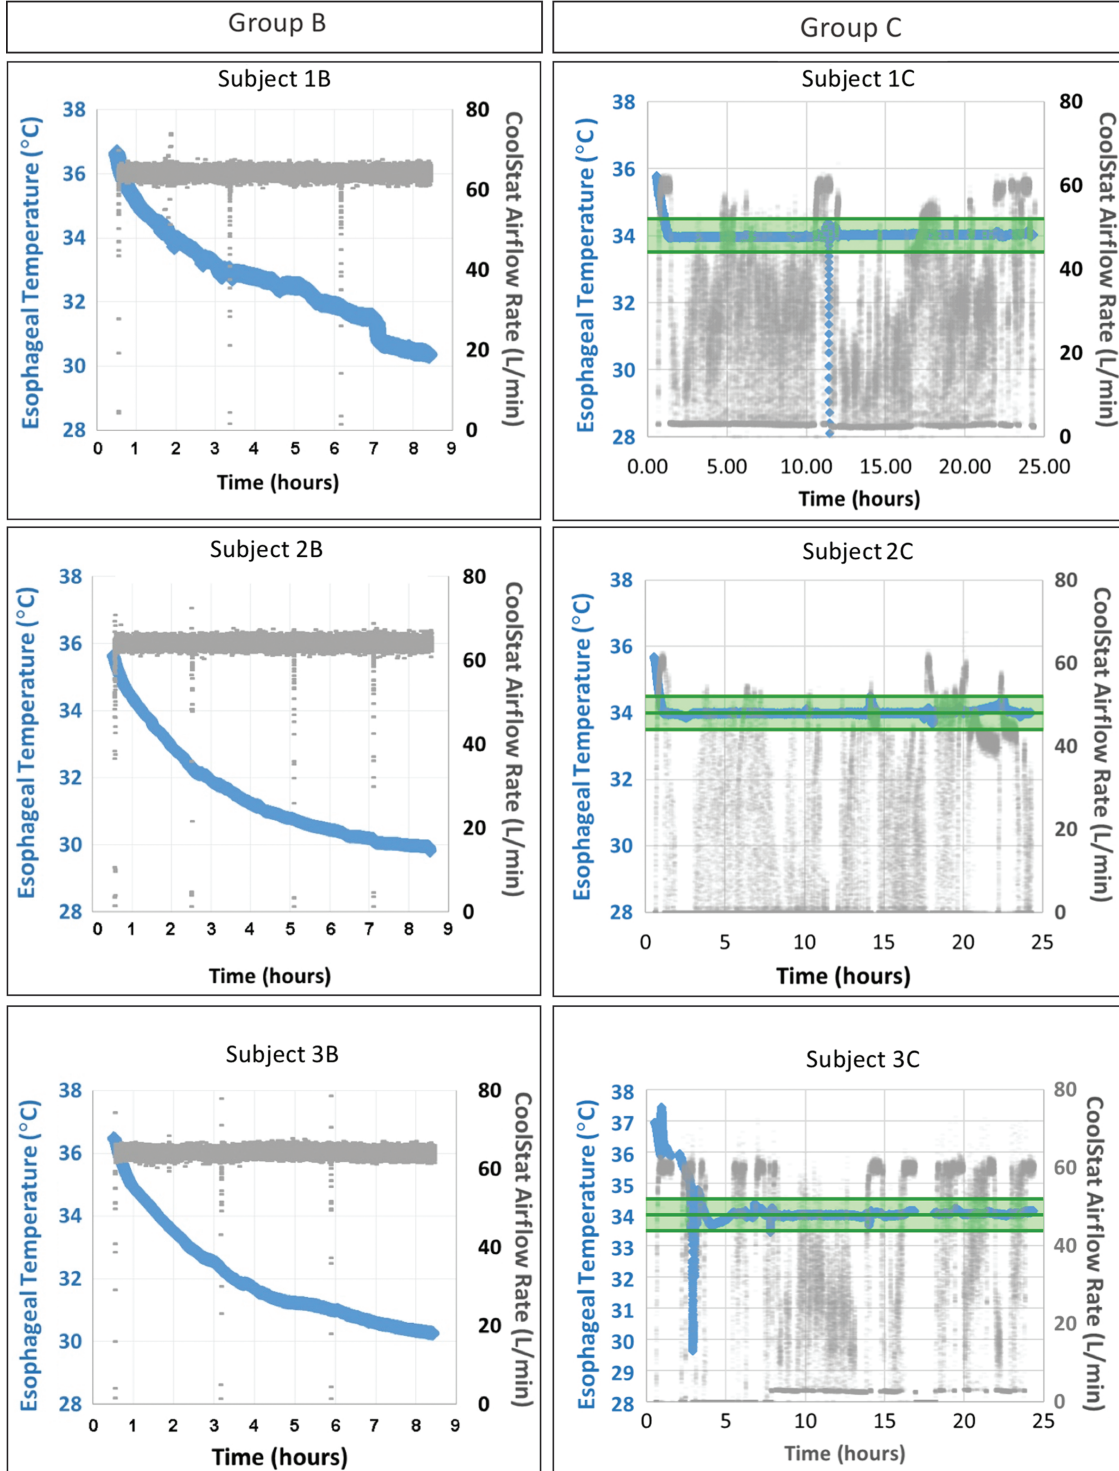 Group B
Group C
Subject 1B
Esophageal Temperature (°C)
38
36
34
32
30
28
80
60
40
20
0
CoolStat Airflow Rate (L/min)
0 1 2 3 4 5 6 7 8 9
Time (hours)
Subject 1C
Esophageal Temperature (°C )
38
36
34
32
30
28
80
60
40
20
0
CoolStat Airflow Rate (L/min)
0.00 5.00 10.00 15.00 20.00 25.00
Time (hours)
Subject 2B
Esophageal Temperature (°C)
38
36
34
32
30
28
80
60
40
20
0
CoolStat Airflow Rate (L/min)
0 1 2 3 4 5 6 7 8 9
Time (hours)
Subject 2C
Esophageal Temperature (°C)
38
36
34
32
30
28
80
60
40
20
0
CoolStat Airflow Rate (L/min)
0 5 10 15 20 25
Time (hours)
Subject 3B
Esophageal Temperature (°C)
38
36
34
32
30
28
80
60
40
20
0
CoolStat Airflow Rate (L/min)
0 1 2 3 4 5 6 7 8 9
Time (hours)
Subject 3C
Esophageal Temperature (°C)
38
37
36
35
34
33
32
31
30
29
28
80
60
40
20
0
CoolStat Airflow Rate (L/min)
0 5 10 15 20 25
Time (hours)